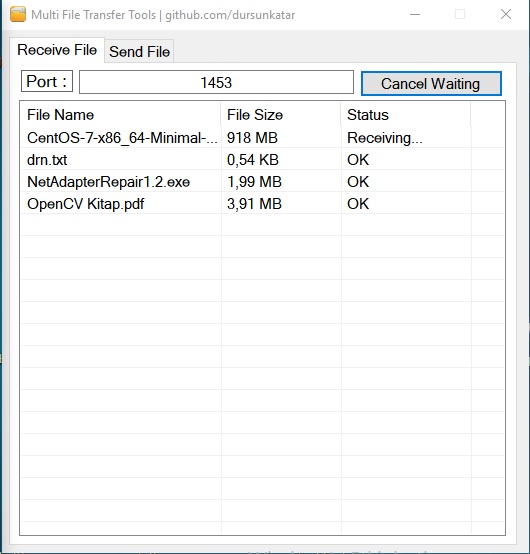 Multi File Transfer Tools | github.com/dursunkatar
Receive File Send File
Port : 1453 Cancel Waiting
File Name File Size Status
CentOS-7-x86_64-Minimal-... 918 MB Receiving...
drn.txt 0,54 KB OK
NetAdapterRepair1.2.exe 1,99 MB OK
OpenCV Kitap.pdf 3,91 MB OK